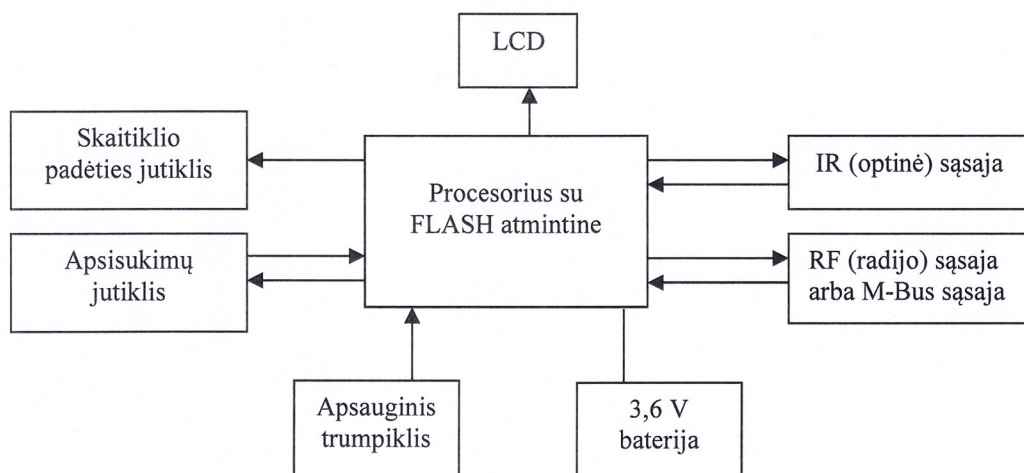 LCD
Skaitiklio
padėties jutiklis
Procesorius su
FLASH atmintine
IR (optinė) sąsaja
Apsisukimų
jutiklis
RF (radijo) sąsaja
arba M-Bus sąsaja
Apsauginis
trumpiklis
3,6 V
baterija